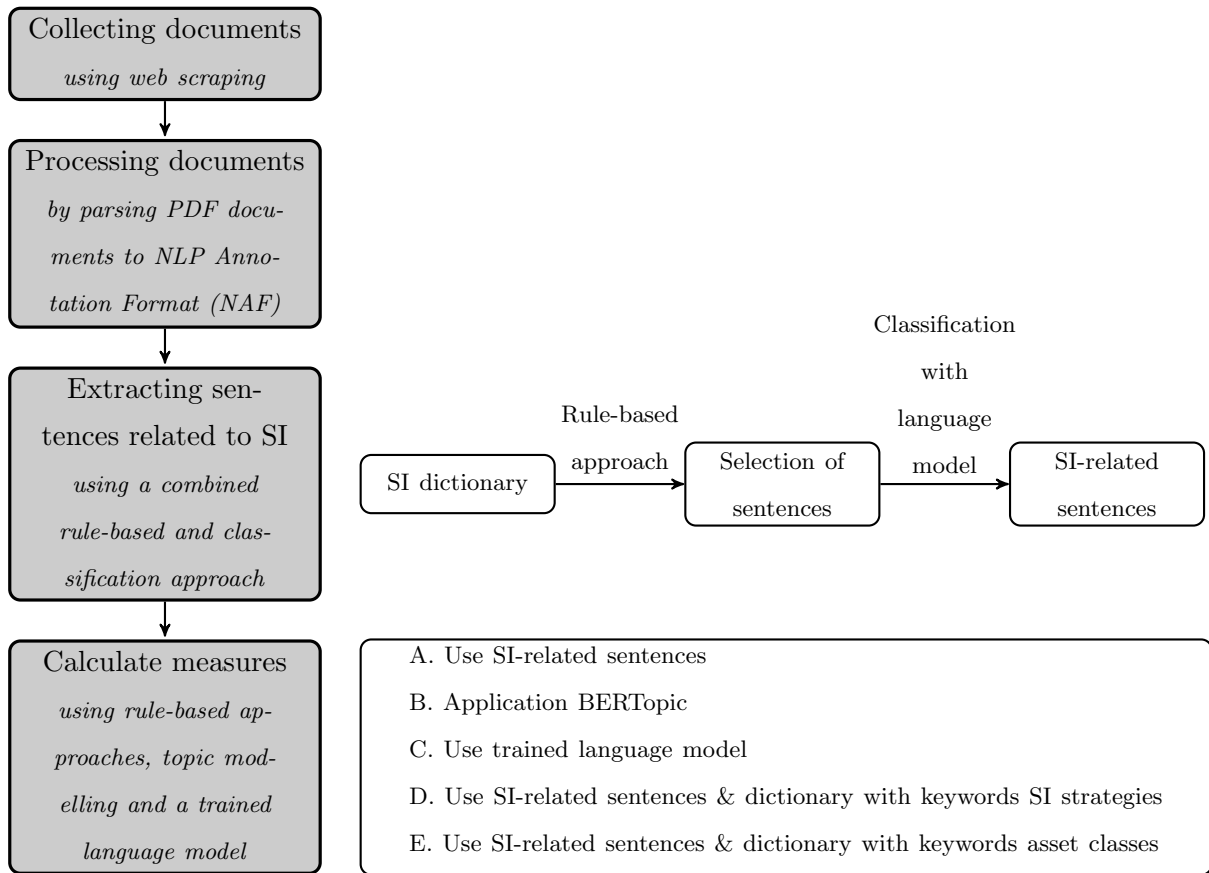 Collecting documents
using web scraping
Processing documents
by parsing PDF docu-
ments to NLP Anno-
tation Format (NAF)
Extracting sen-
tences related to SI
using a combined
rule-based and clas-
sification approach
SI dictionary
Rule-based
approach
Selection of
sentences
Classification
with
language
model
SI-related
sentences
Calculate measures
using rule-based ap-
proaches, topic mod-
elling and a trained
language model
A. Use SI-related sentences
B. Application BERTopic
C. Use trained language model
D. Use SI-related sentences & dictionary with keywords SI strategies
E. Use SI-related sentences & dictionary with keywords asset classes